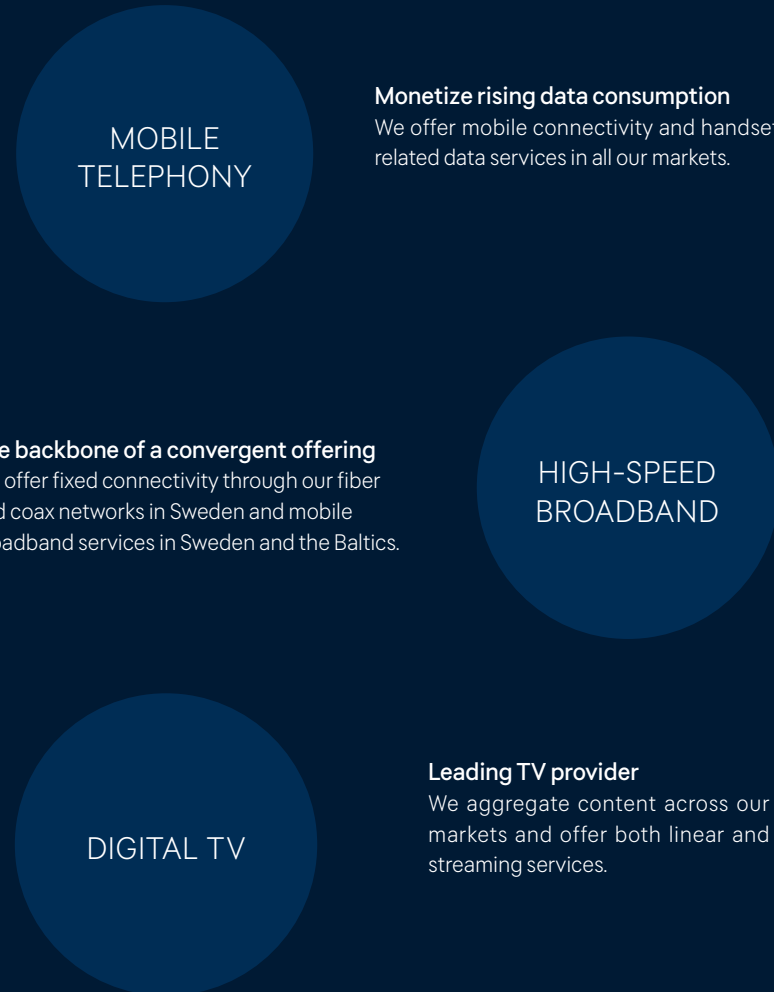 MOBILE
TELEPHONY
Monetize rising data consumption
We offer mobile connectivity and handset
related data services in all our markets.
e backbone of a convergent offering
offer fixed connectivity through our fiber
d coax networks in Sweden and mobile
oadband services in Sweden and the Baltics.
HIGH-SPEED
BROADBAND
DIGITAL TV
Leading TV provider
We aggregate content across our
markets and offer both linear and
streaming services.